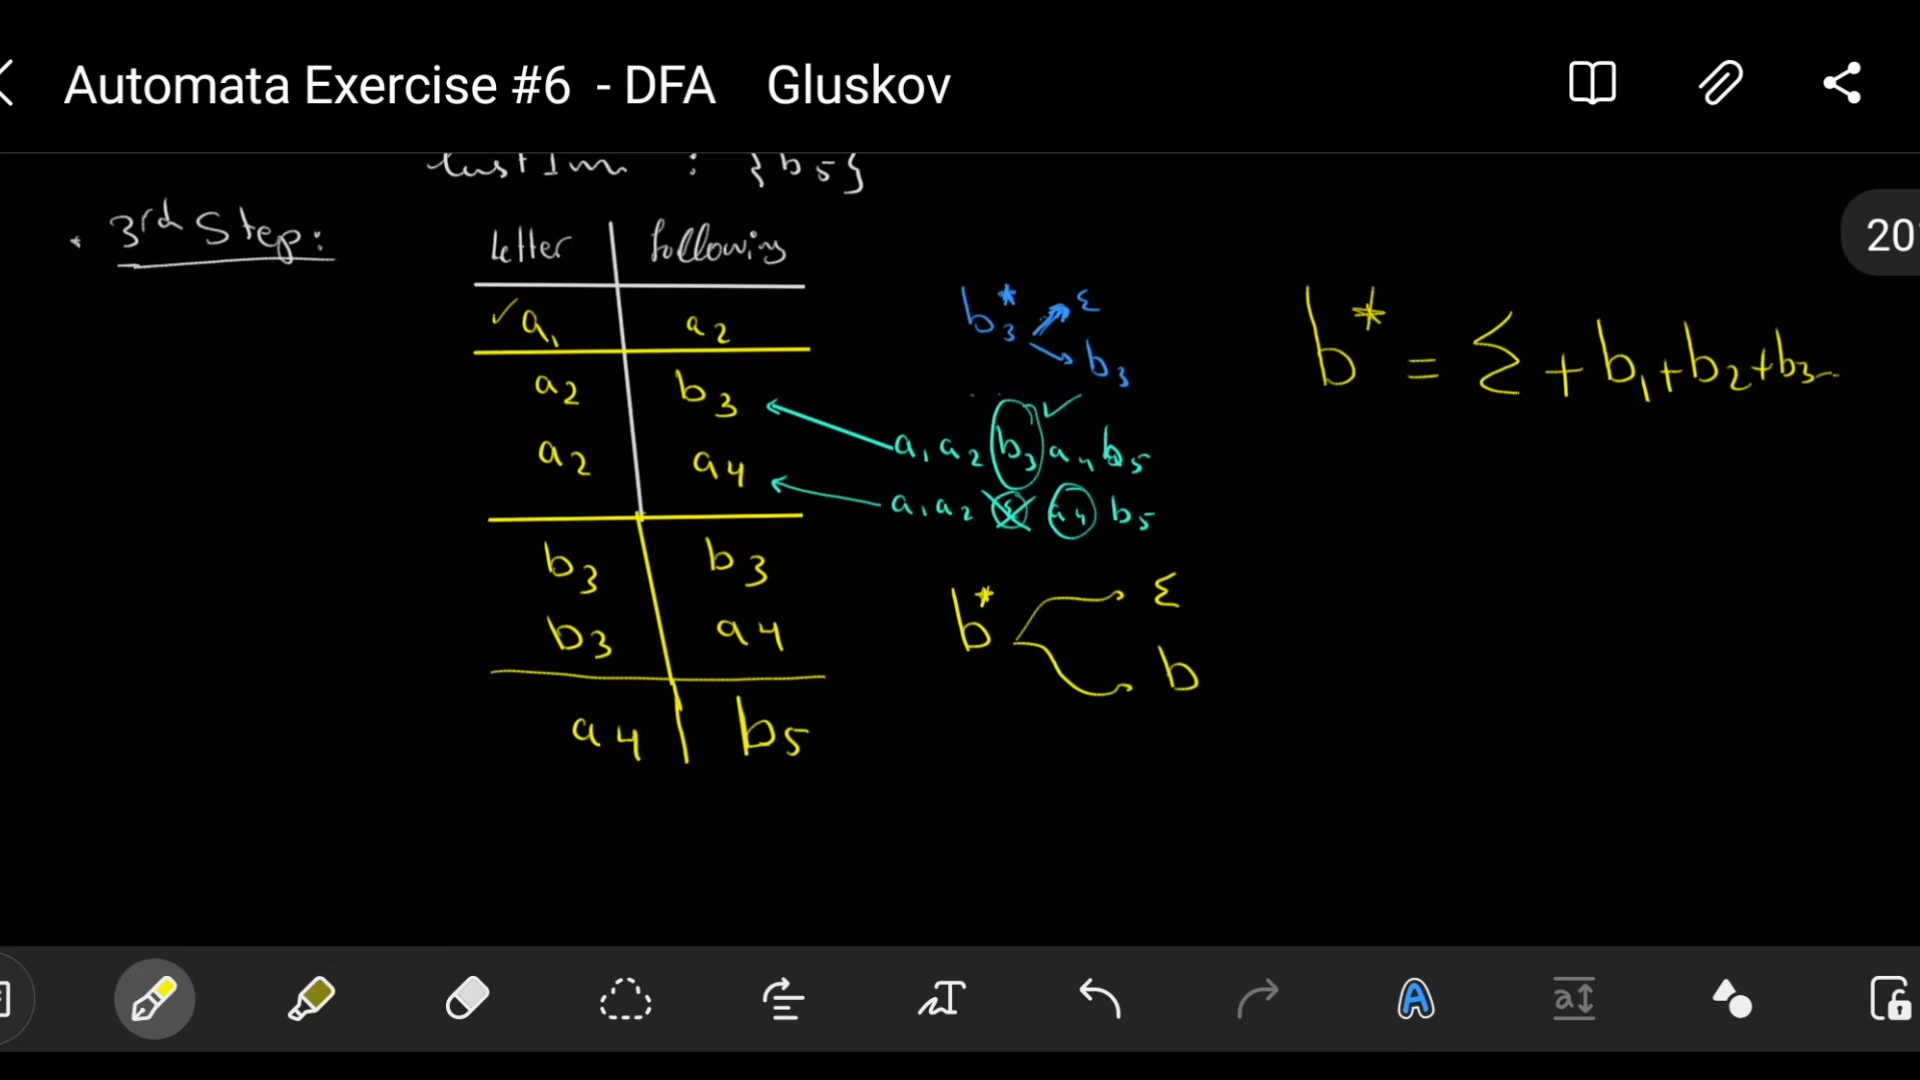 Automata Exercise #6 - DFA Gluskov
20
: {b5}
* 3rd Step:
letter | following
✓ a1 | a2
a2 | b3
a2 | a4
b3 | b3
b3 | a4
a4 | b5
b3* ε
b3
a1 a2 b3 a4 b5 ✓
a1 a2 ε a4 b5
b* ε
b
b* = Σ + b1 + b2 + b3 --
aT
A
a